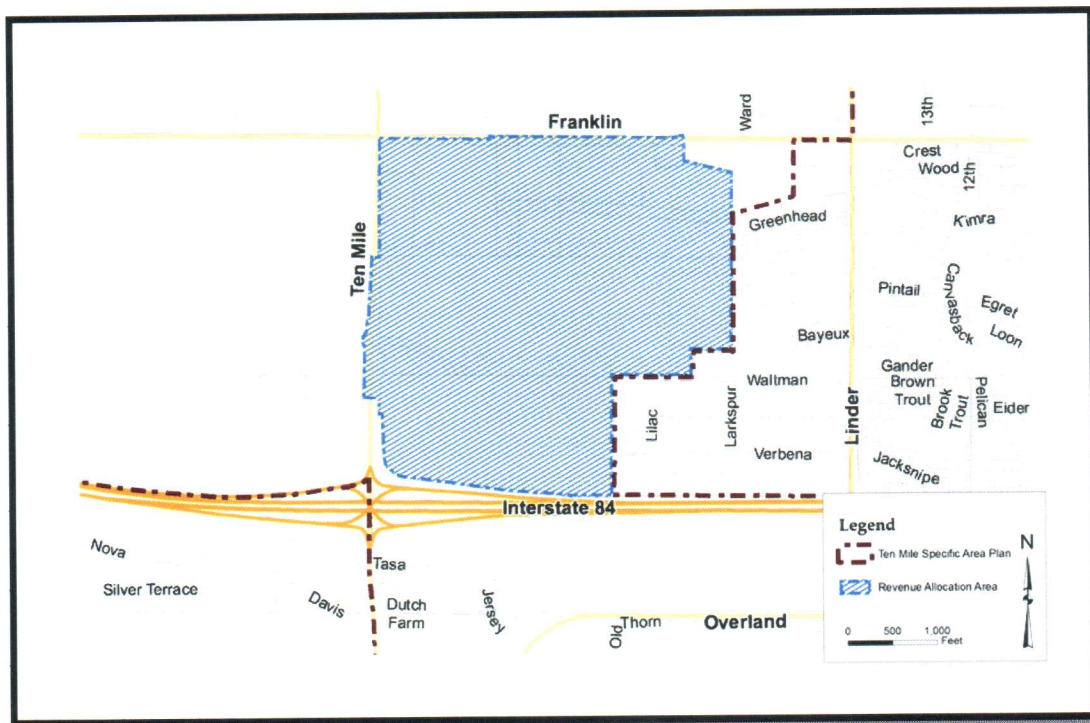 Franklin
Ward
13th
Crest
Wood
12th
Greenhead
Kimra
Ten Mile
Pintail
Canvasback
Egret
Loon
Bayeux
Gander
Brown
Trout
Waltman
Lilac
Larkspur
Linder
Brook
Trout
Pelican
Eider
Verbena
Jacksnipe
Interstate 84
Nova
Silver Terrace
Tasa
Davis
Dutch
Farm
Jersey
Old
Thorn
Overland
Legend
Ten Mile Specific Area Plan
Revenue Allocation Area
N
0 500 1,000
Feet